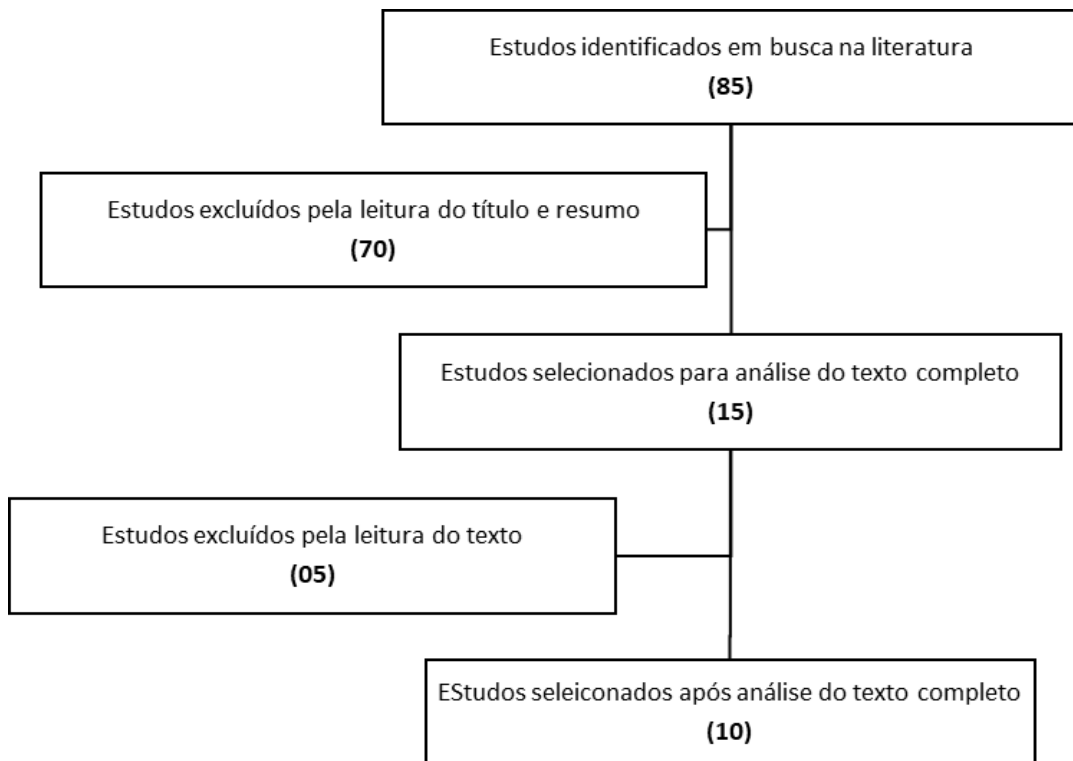 Estudos identificados em busca na literatura
(85)
Estudos excluídos pela leitura do título e resumo
(70)
Estudos selecionados para análise do texto completo
(15)
Estudos excluídos pela leitura do texto
(05)
EStudos seleiconados após análise do texto completo
(10)